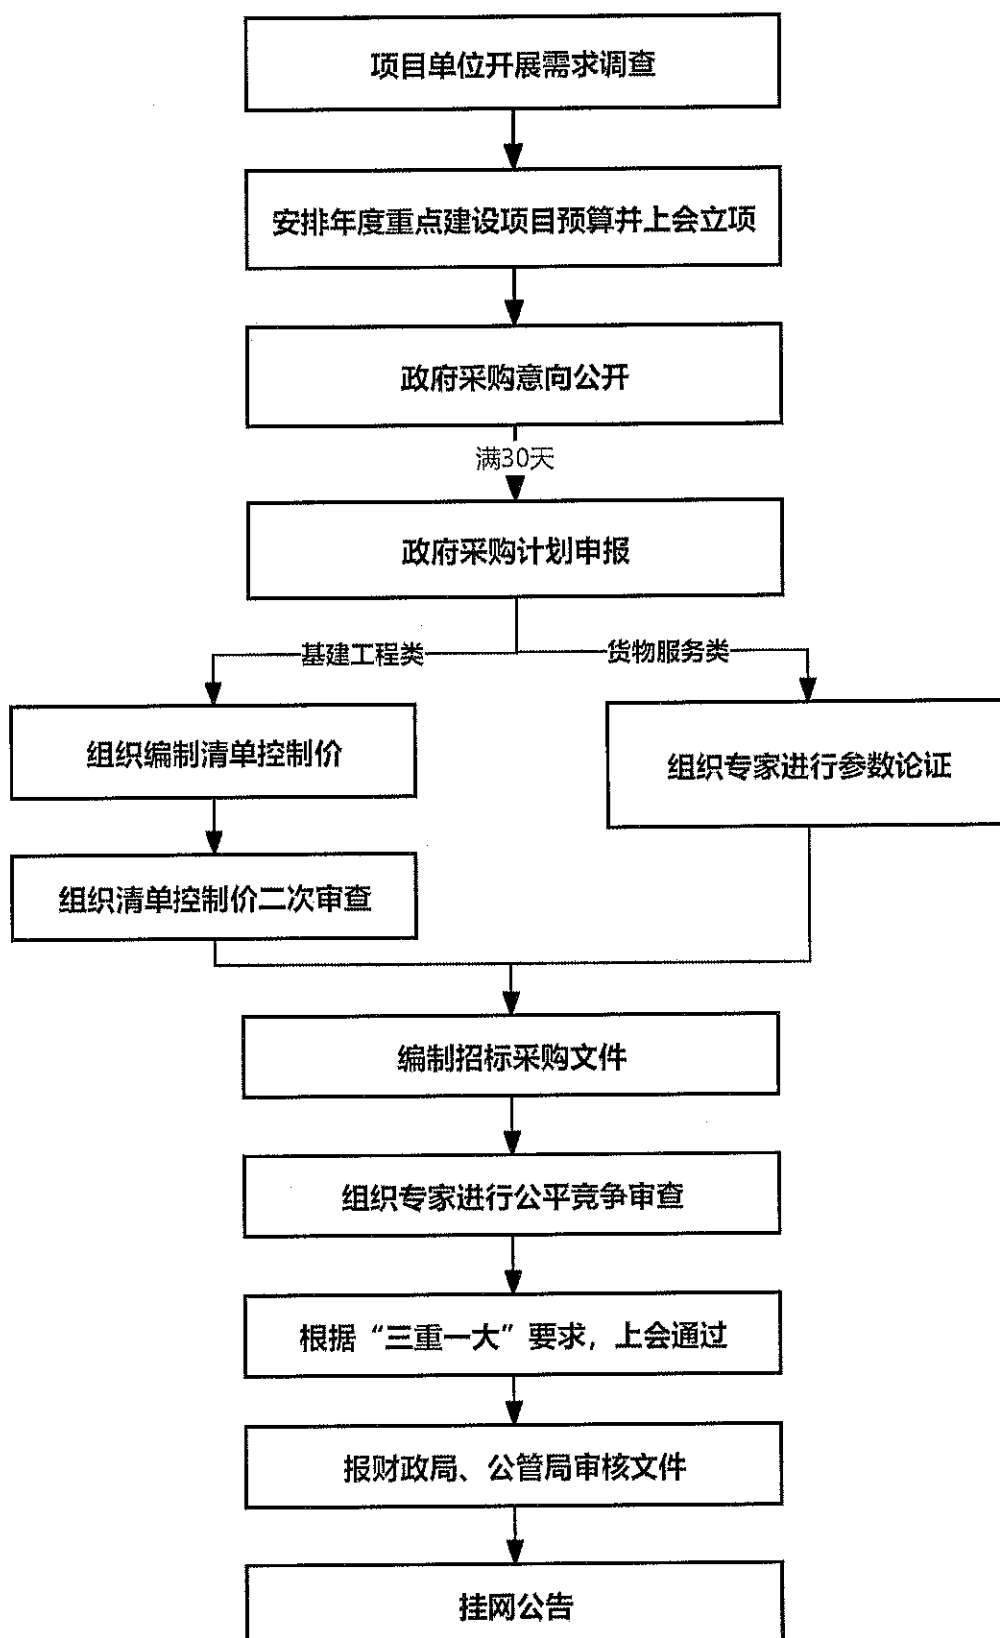 项目单位开展需求调查
安排年度重点建设项目预算并上会立项
政府采购意向公开
满30天
政府采购计划申报
基建工程类
货物服务类
组织编制清单控制价
组织专家进行参数论证
组织清单控制价二次审查
编制招标采购文件
组织专家进行公平竞争审查
根据“三重一大”要求，上会通过
报财政局、公管局审核文件
挂网公告